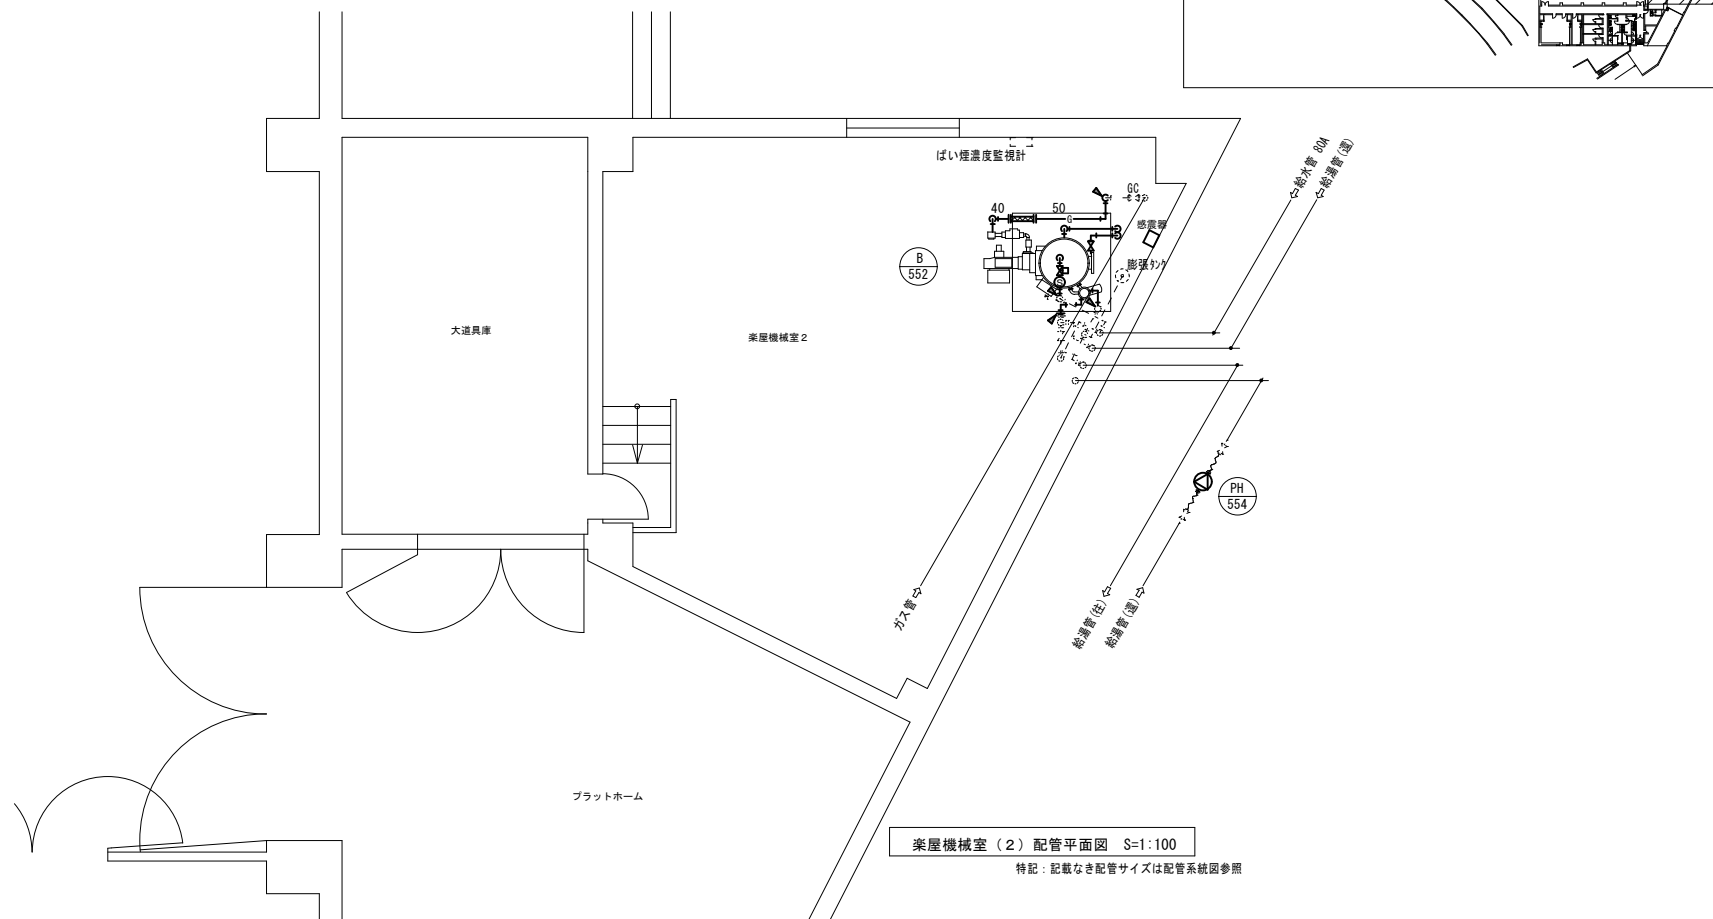 給水管 80A
給湯管(還)
ばい煙濃度監視計
GC
40
50
G
感震器
B
552
膨張タンク
大道具庫
楽屋機械室2
PH
554
ガス管
給湯管(往)
給湯管(還)
プラットホーム
楽屋機械室(2)配管平面図 S=1:100
特記:記載なき配管サイズは配管系統図参照